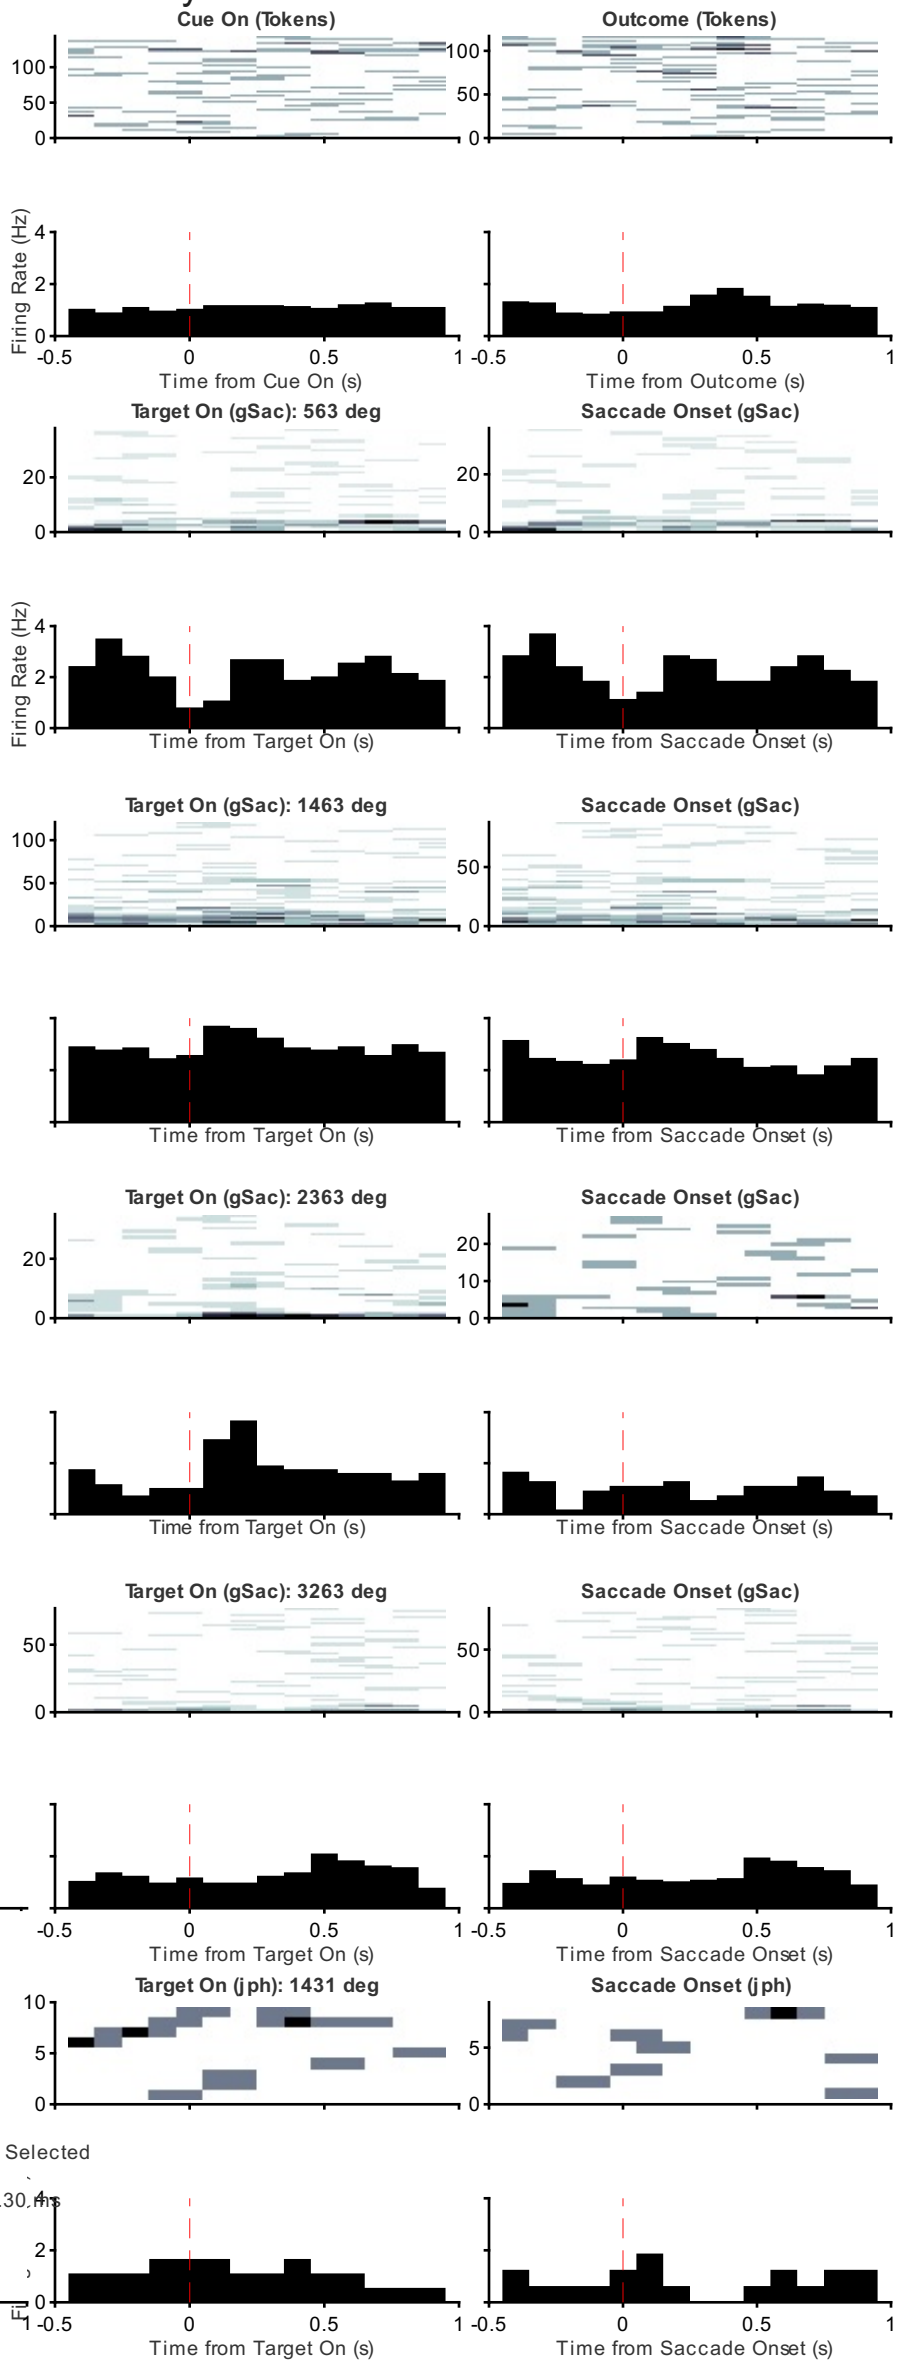 Cue On (Tokens)
Outcome (Tokens)
100
50
0
100
50
0
Firing Rate (Hz)
4
2
0
-0.5 0 0.5 1
-0.5 0 0.5 1
Time from Cue On (s)
Time from Outcome (s)
Target On (gSac): 563 deg
Saccade Onset (gSac)
20
0
20
0
Firing Rate (Hz)
4
2
0
Time from Target On (s)
Time from Saccade Onset (s)
Target On (gSac): 1463 deg
Saccade Onset (gSac)
100
50
0
50
0
Time from Target On (s)
Time from Saccade Onset (s)
Target On (gSac): 2363 deg
Saccade Onset (gSac)
20
0
20
10
0
Time from Target On (s)
Time from Saccade Onset (s)
Target On (gSac): 3263 deg
Saccade Onset (gSac)
50
0
50
0
-0.5 0 0.5 1
-0.5 0 0.5 1
Time from Target On (s)
Time from Saccade Onset (s)
Target On (jph): 1431 deg
Saccade Onset (jph)
10
5
0
5
0
Selected
.30 ms
4
2
0
Fi
1
-0.5 0 0.5 1
-0.5 0 0.5 1
Time from Target On (s)
Time from Saccade Onset (s)